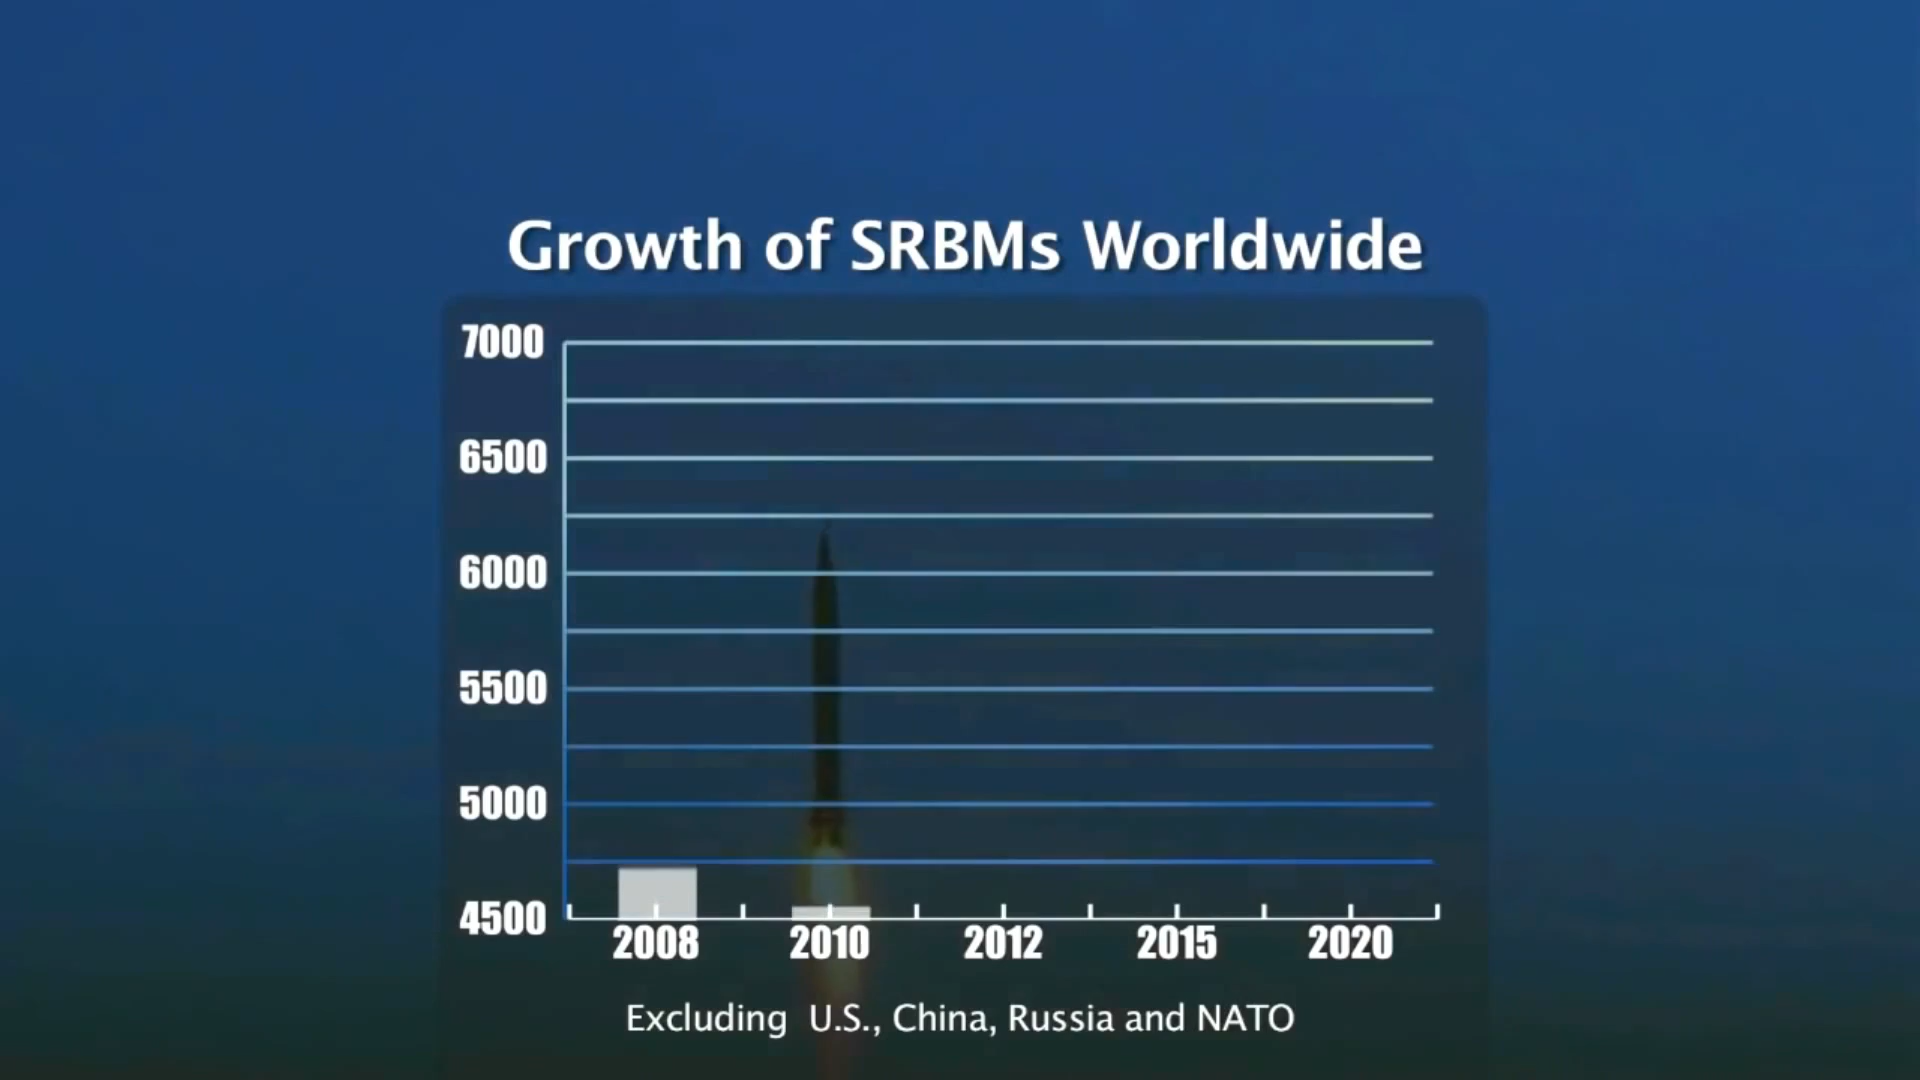 Growth of SRBMs Worldwide
7000
6500
6000
5500
5000
4500
2008 2010 2012 2015 2020
Excluding U.S., China, Russia and NATO